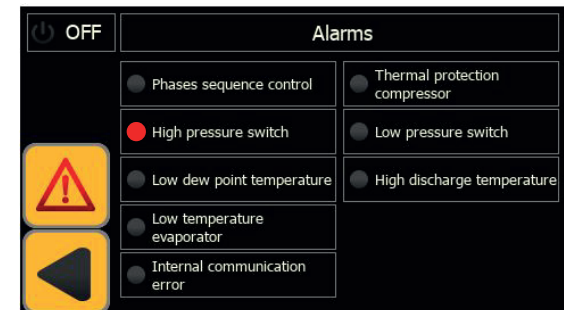 OFF
Alarms
Phases sequence control
Thermal protection
compressor
High pressure switch
Low pressure switch
Low dew point temperature
High discharge temperature
Low temperature
evaporator
Internal communication
error